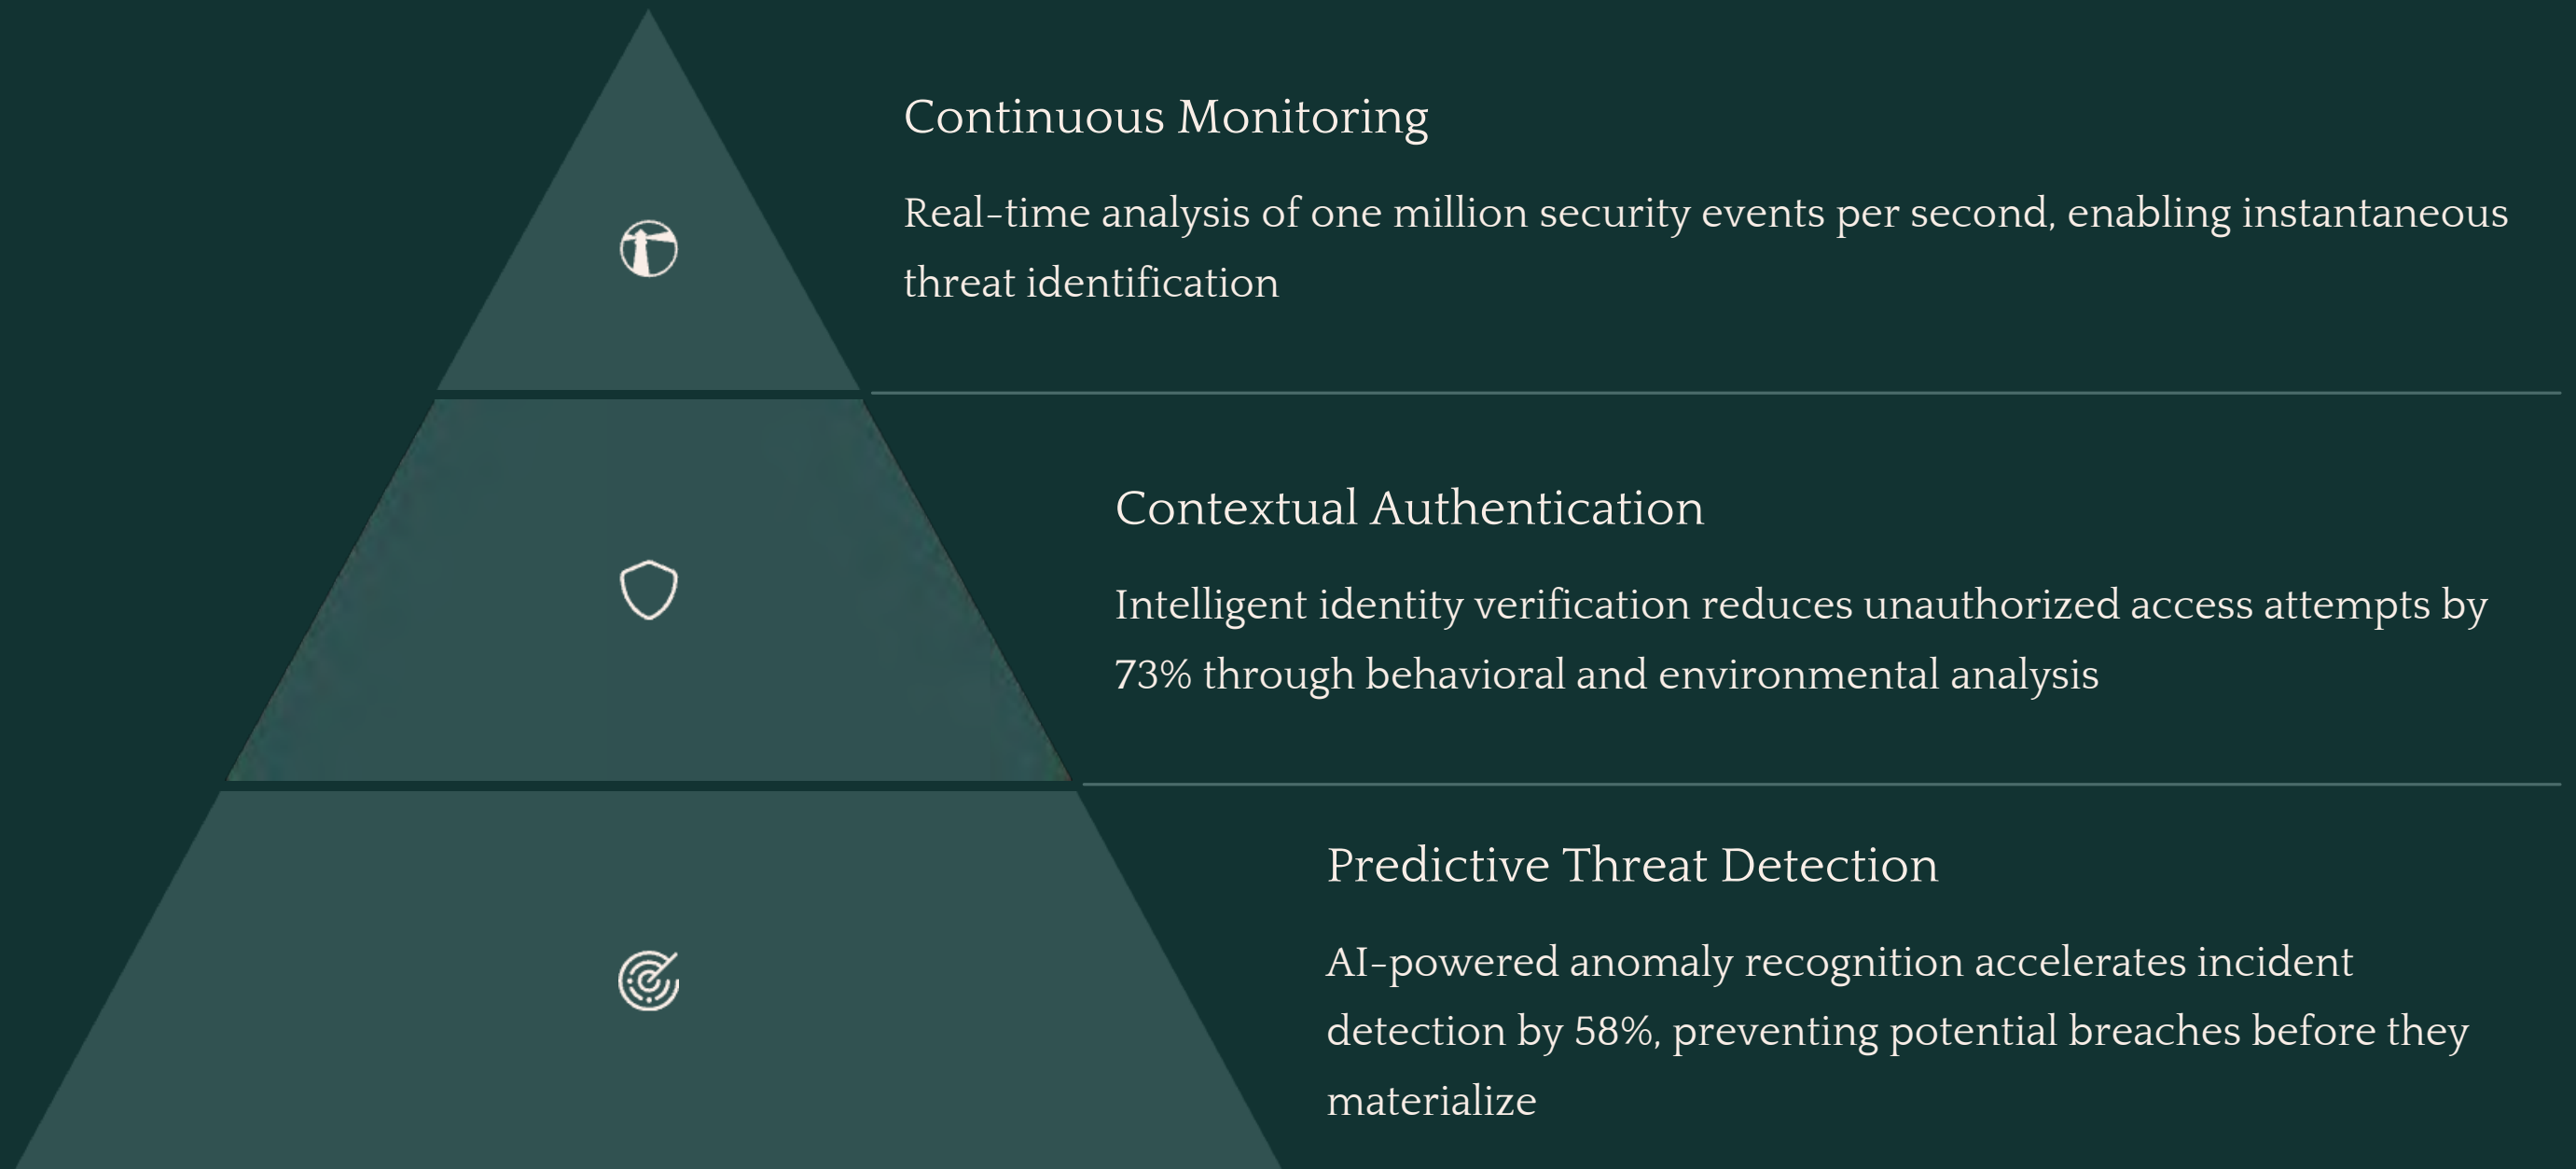 Continuous Monitoring
Real-time analysis of one million security events per second, enabling instantaneous
threat identification
Contextual Authentication
Intelligent identity verification reduces unauthorized access attempts by
73% through behavioral and environmental analysis
Predictive Threat Detection
AI-powered anomaly recognition accelerates incident
detection by 58%, preventing potential breaches before they
materialize